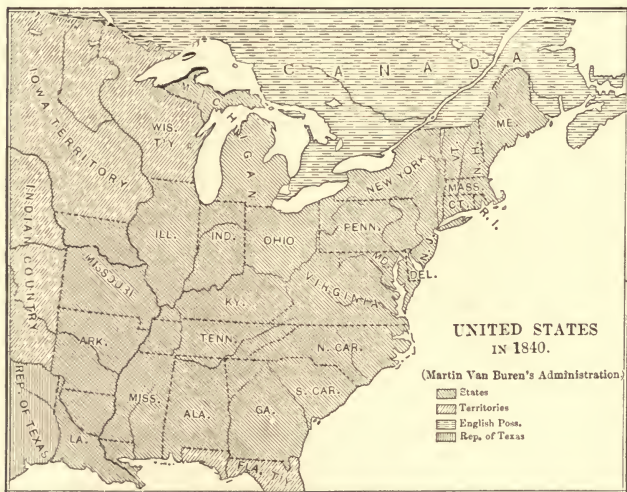 CANADA
IOWA TERRITORY
WIS. T'Y
MICHIGAN
ME.
VT.
N.H.
NEW YORK
MASS.
CT.
R.I.
INDIAN COUNTRY
ILL.
IND.
OHIO
PENN.
N.J.
MD.
DEL.
MISSOURI
VIRGINIA
KY.
UNITED STATES
IN 1840.
ARK.
TENN.
N. CAR.
(Martin Van Buren's Administration)
S. CAR.
REP. OF TEXAS
MISS.
ALA.
GA.
States
Territories
English Poss.
Rep. of Texas
LA.
FLA.